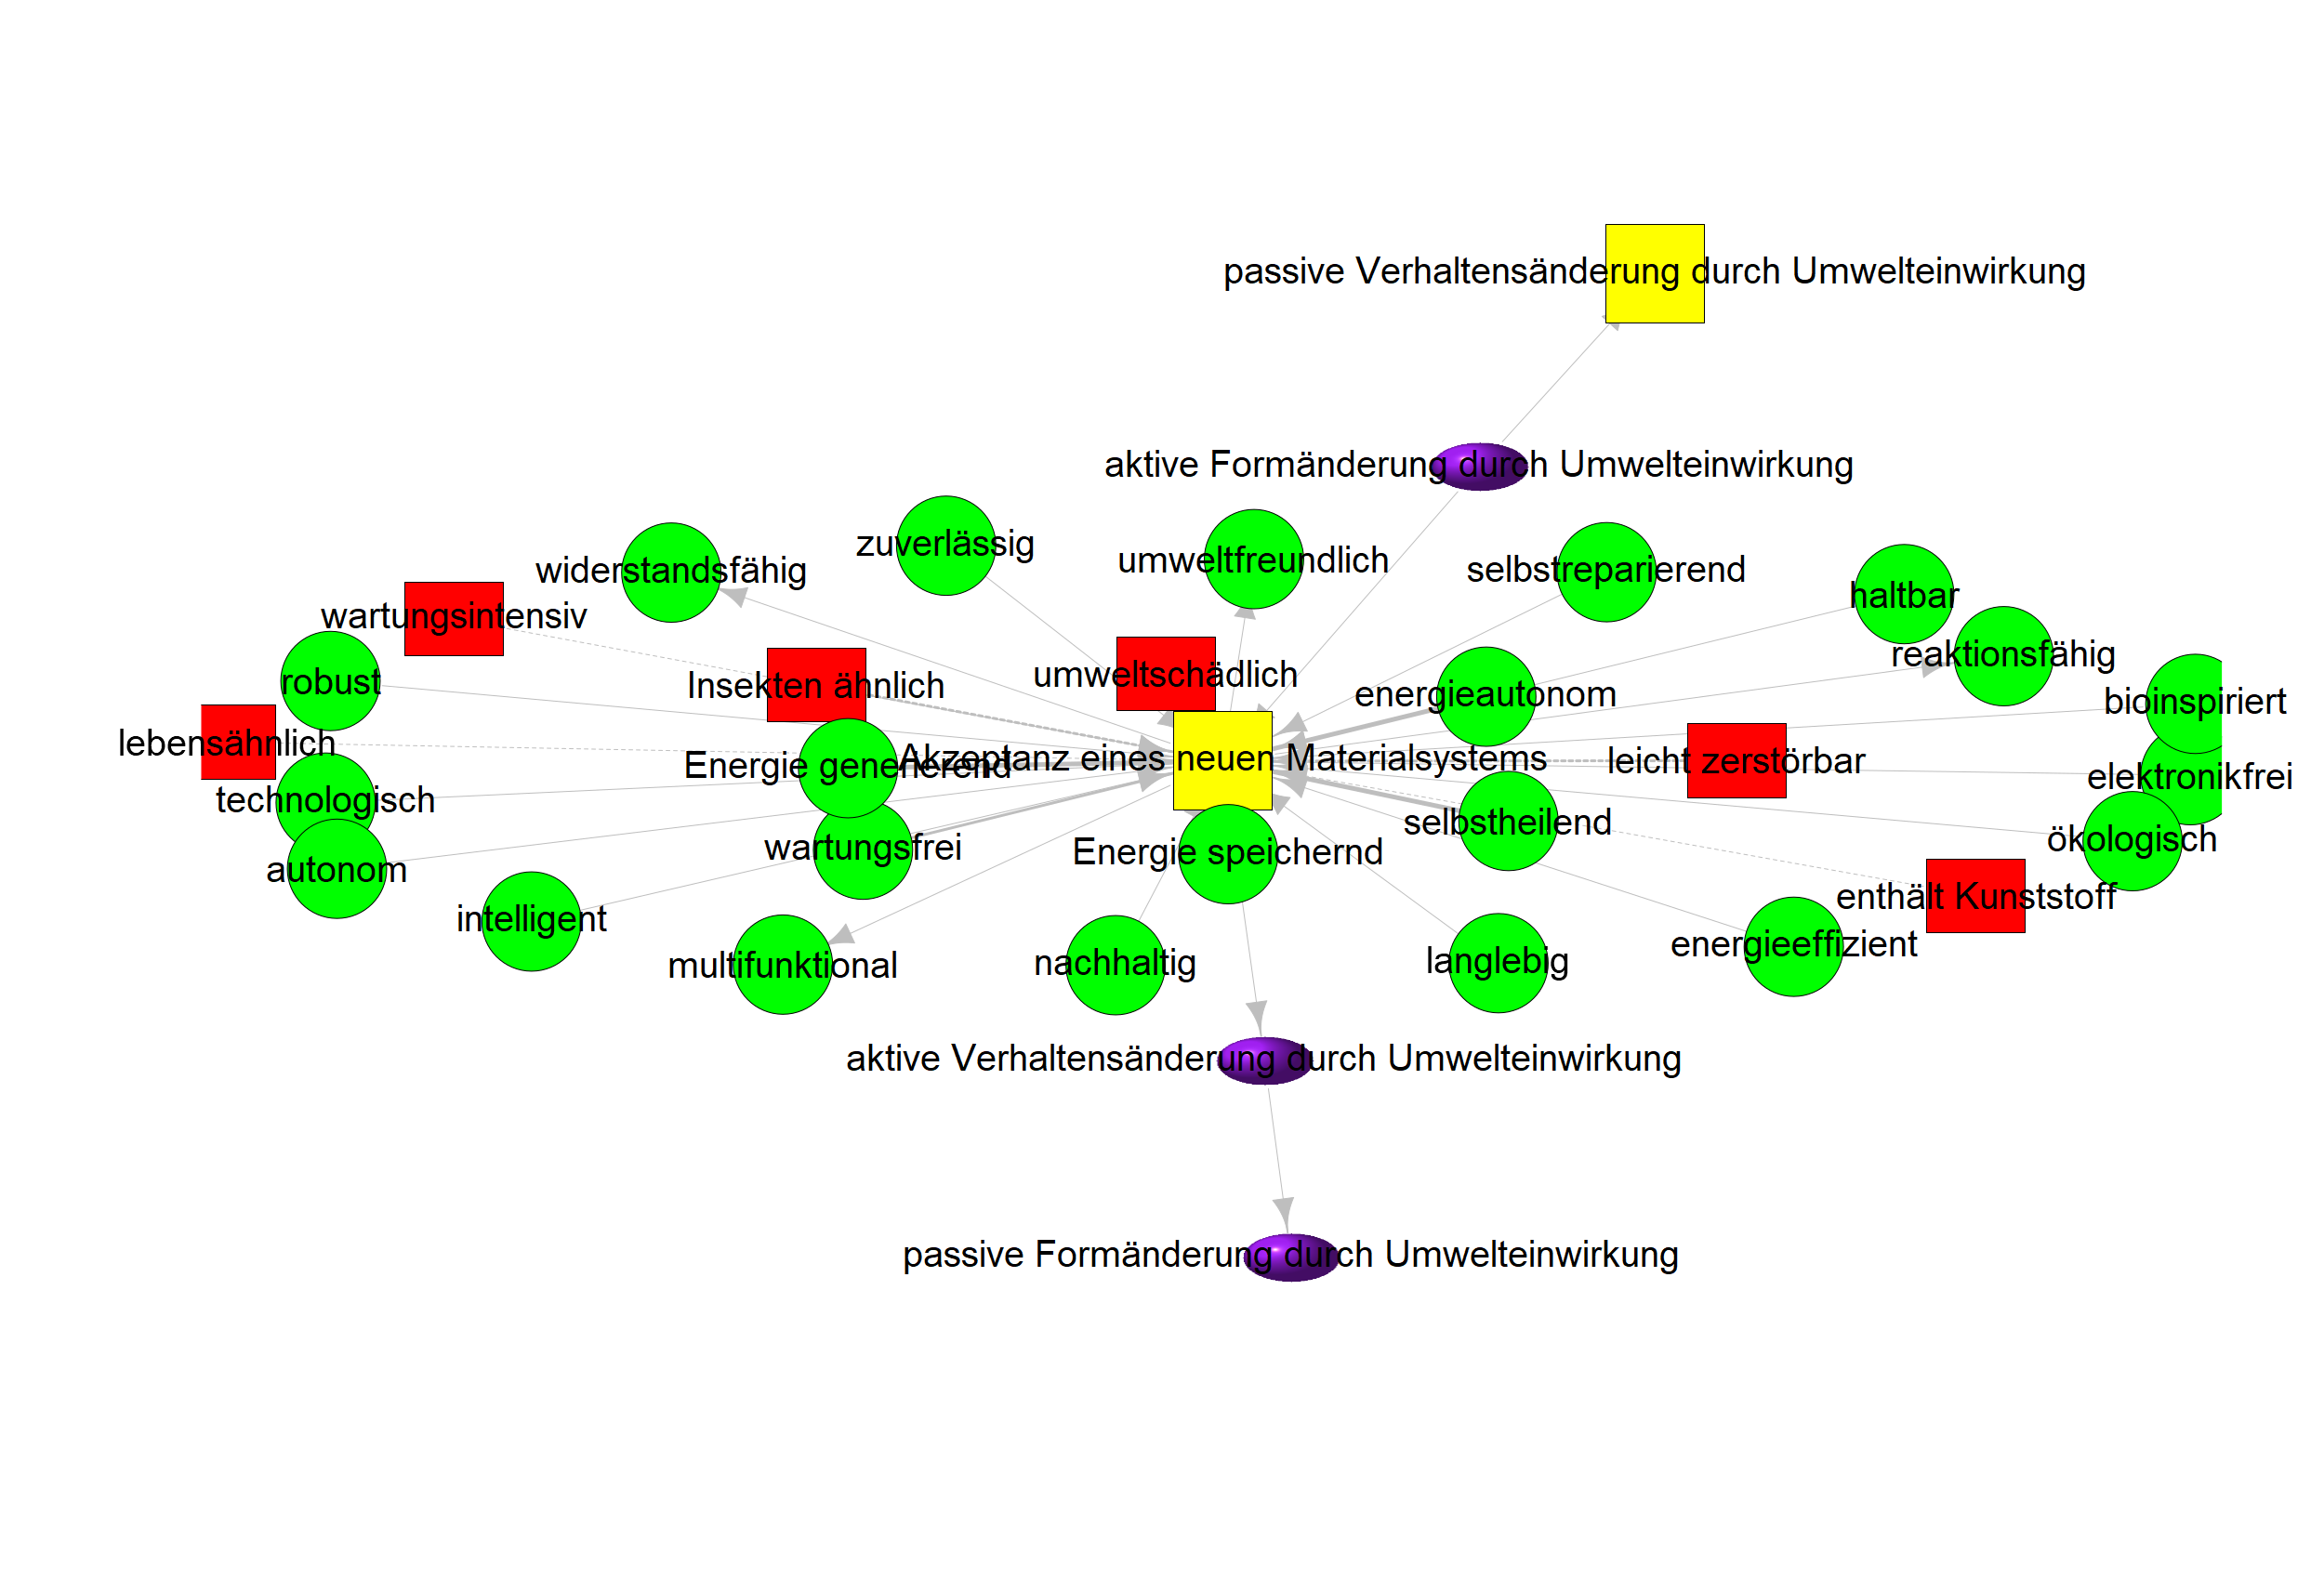 passive Verhaltensänderung durch Umwelteinwirkung
aktive Formänderung durch Umwelteinwirkung
zuverlässig
umweltfreundlich
widerstandsfähig
selbstreparierend
haltbar
wartungsintensiv
reaktionsfähig
robust
Insekten ähnlich
umweltschädlich
energieautonom
bioinspiriert
lebensähnlich
Energie generierend
Akzeptanz eines neuen Materialsystems
leicht zerstörbar
elektronikfrei
technologisch
selbstheilend
ökologisch
autonom
wartungsfrei
Energie speichernd
enthält Kunststoff
intelligent
energieeffizient
multifunktional
nachhaltig
langlebig
aktive Verhaltensänderung durch Umwelteinwirkung
passive Formänderung durch Umwelteinwirkung